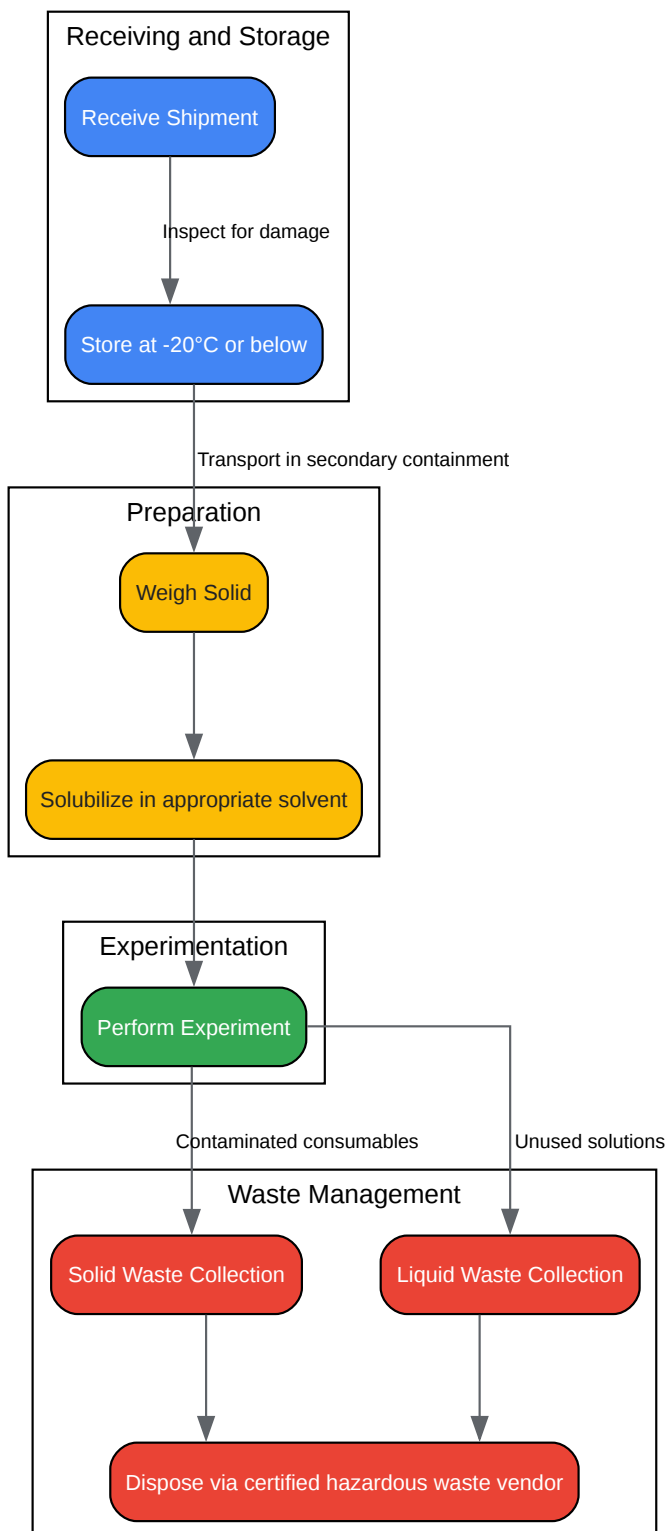 Receiving and Storage
Receive Shipment
Inspect for damage
Store at -20°C or below
Transport in secondary containment
Preparation
Weigh Solid
Solubilize in appropriate solvent
Experimentation
Perform Experiment
Contaminated consumables
Unused solutions
Waste Management
Solid Waste Collection
Liquid Waste Collection
Dispose via certified hazardous waste vendor